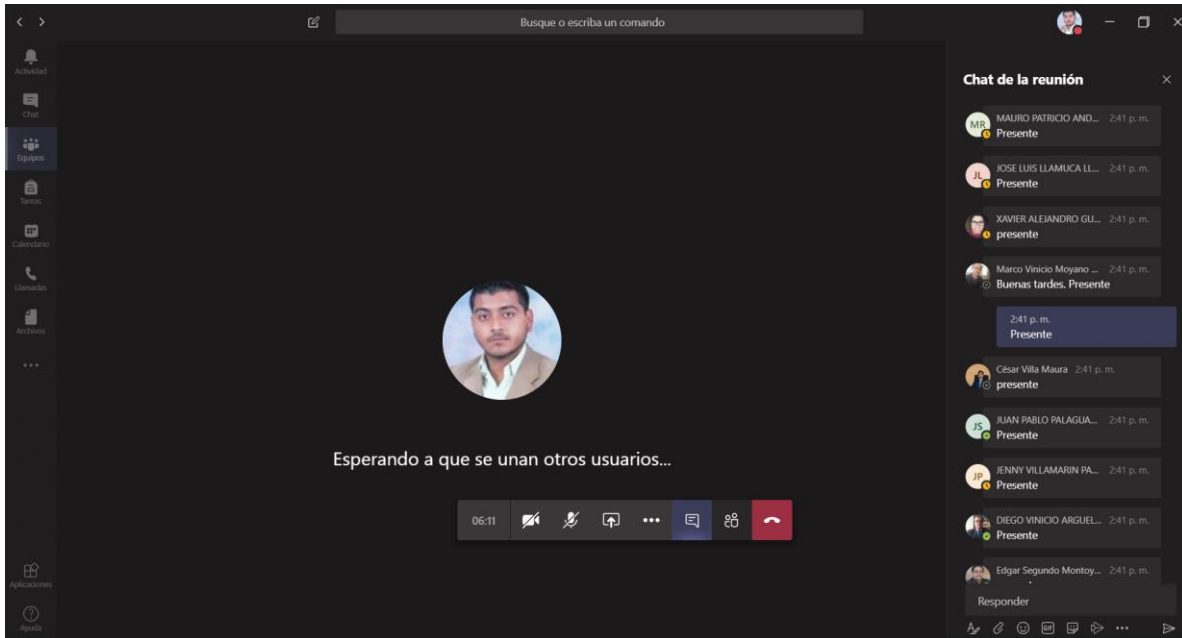 Busque o escriba un comando
Actividad
Chat
Equipos
Tareas
Calendario
Llamadas
Archivos
Aplicaciones
Ayuda
Esperando a que se unan otros usuarios...
06:11
Chat de la reunión
MR
MAURO PATRICIO AND... 2:41 p. m.
Presente
JL
JOSE LUIS LLAMUCA LL... 2:41 p. m.
Presente
XAVIER ALEJANDRO GU... 2:41 p. m.
presente
Marco Vinicio Moyano ... 2:41 p. m.
Buenas tardes. Presente
2:41 p. m.
Presente
César Villa Maura 2:41 p. m.
presente
JS
JUAN PABLO PALAGUA... 2:41 p. m.
Presente
JP
JENNY VILLAMARIN PA... 2:41 p. m.
Presente
DIEGO VINICIO ARGUEL... 2:41 p. m.
Presente
Edgar Segundo Montoy... 2:41 p. m.
Responder
GIF